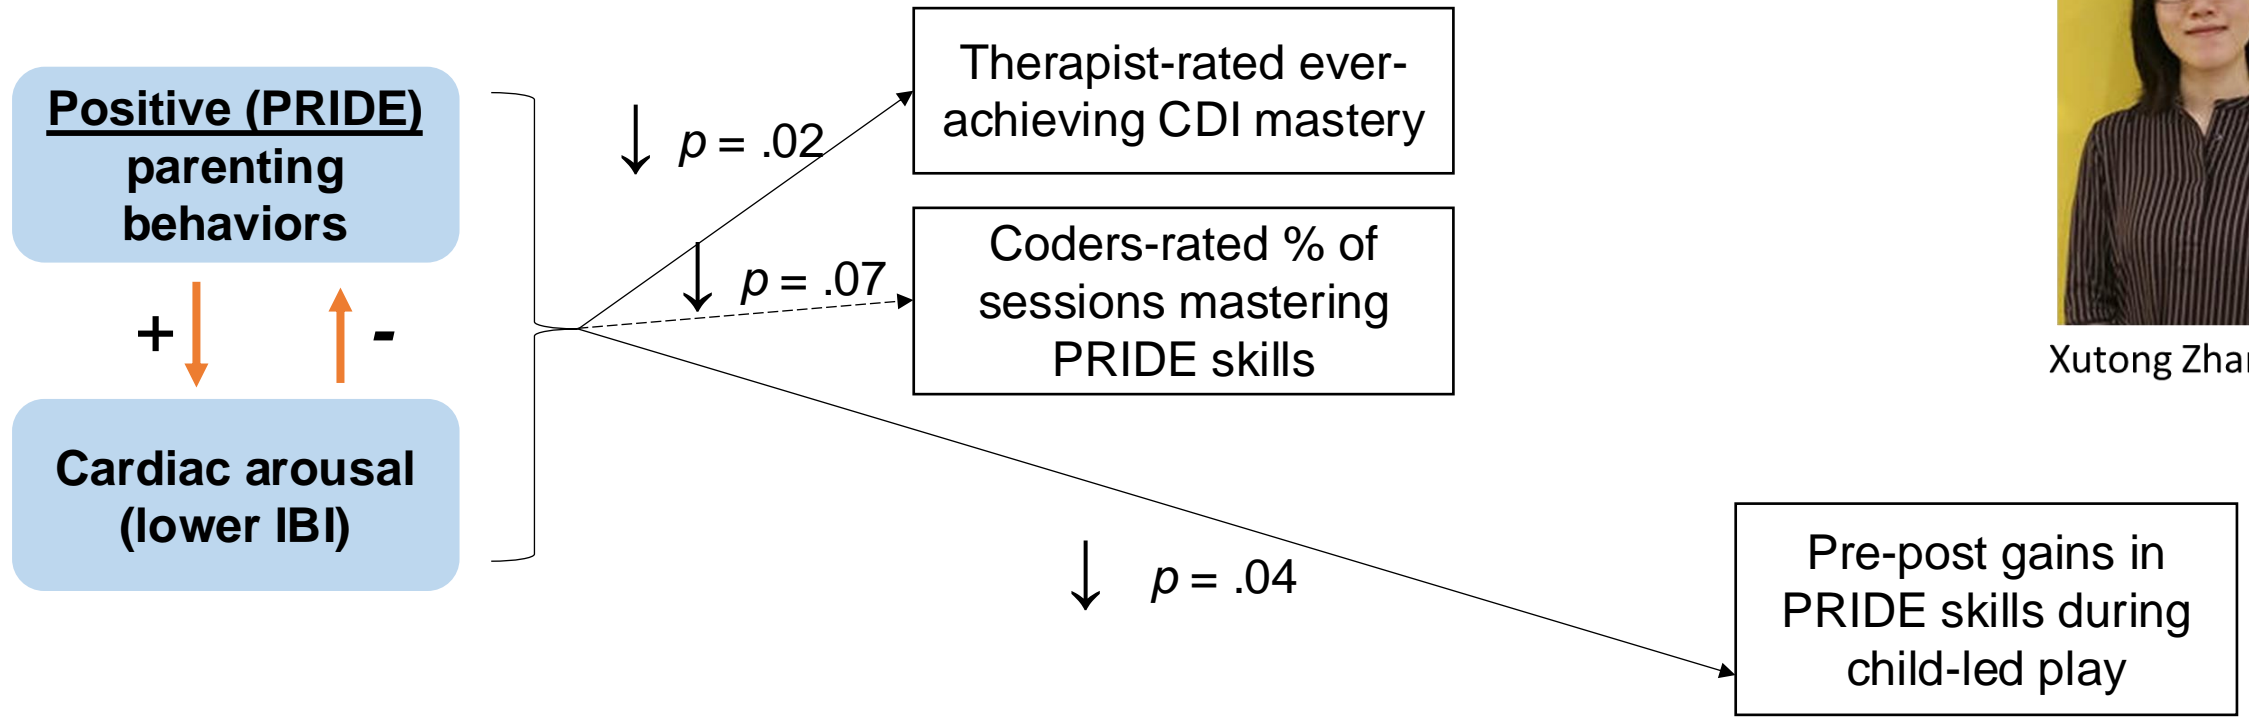 Positive (PRIDE)
parenting
behaviors
+
-
Cardiac arousal
(lower IBI)
↓ p = .02
↓ p = .07
↓ p = .04
Therapist-rated ever-
achieving CDI mastery
Coders-rated % of
sessions mastering
PRIDE skills
Pre-post gains in
PRIDE skills during
child-led play
Xutong